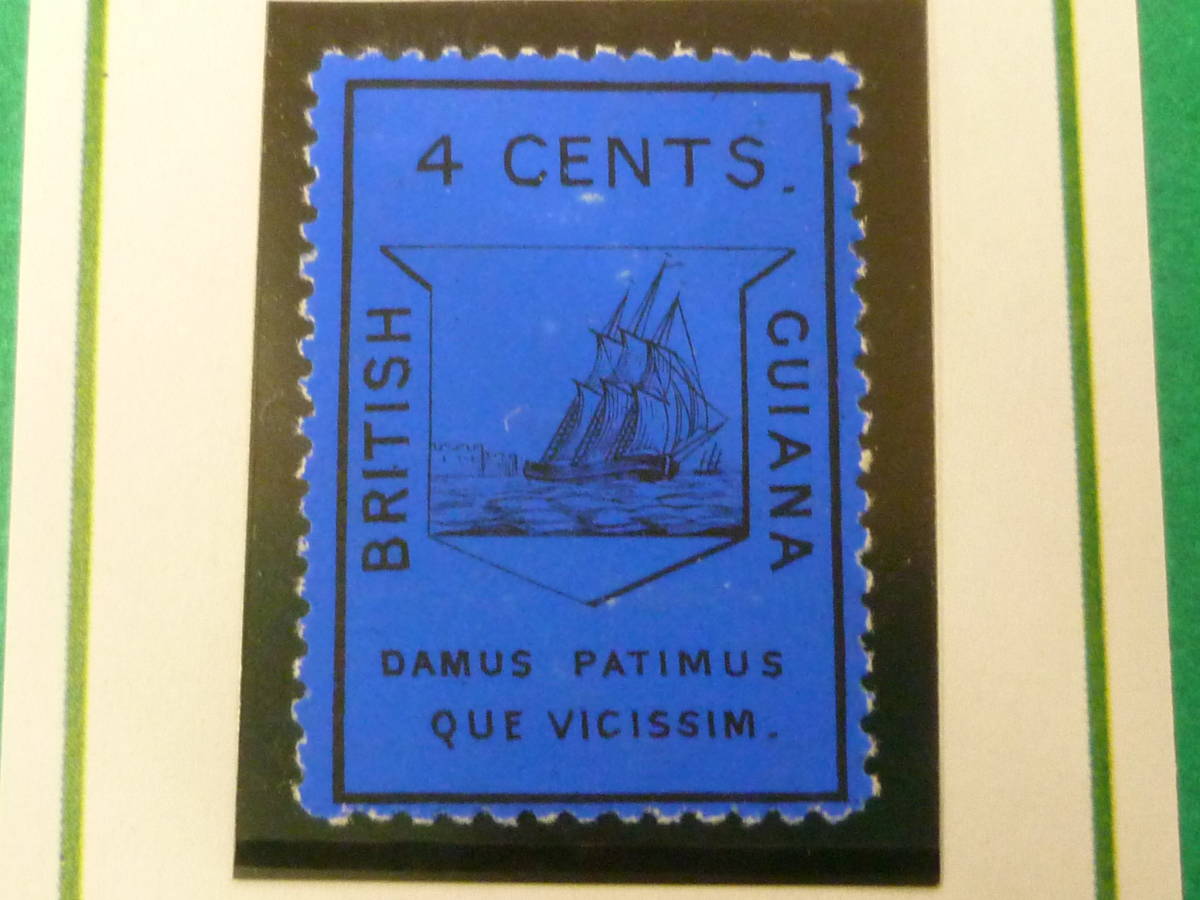 4 CENTS.
BRITISH
GUIANA
DAMUS PATIMUS
QUE VICISSIM.